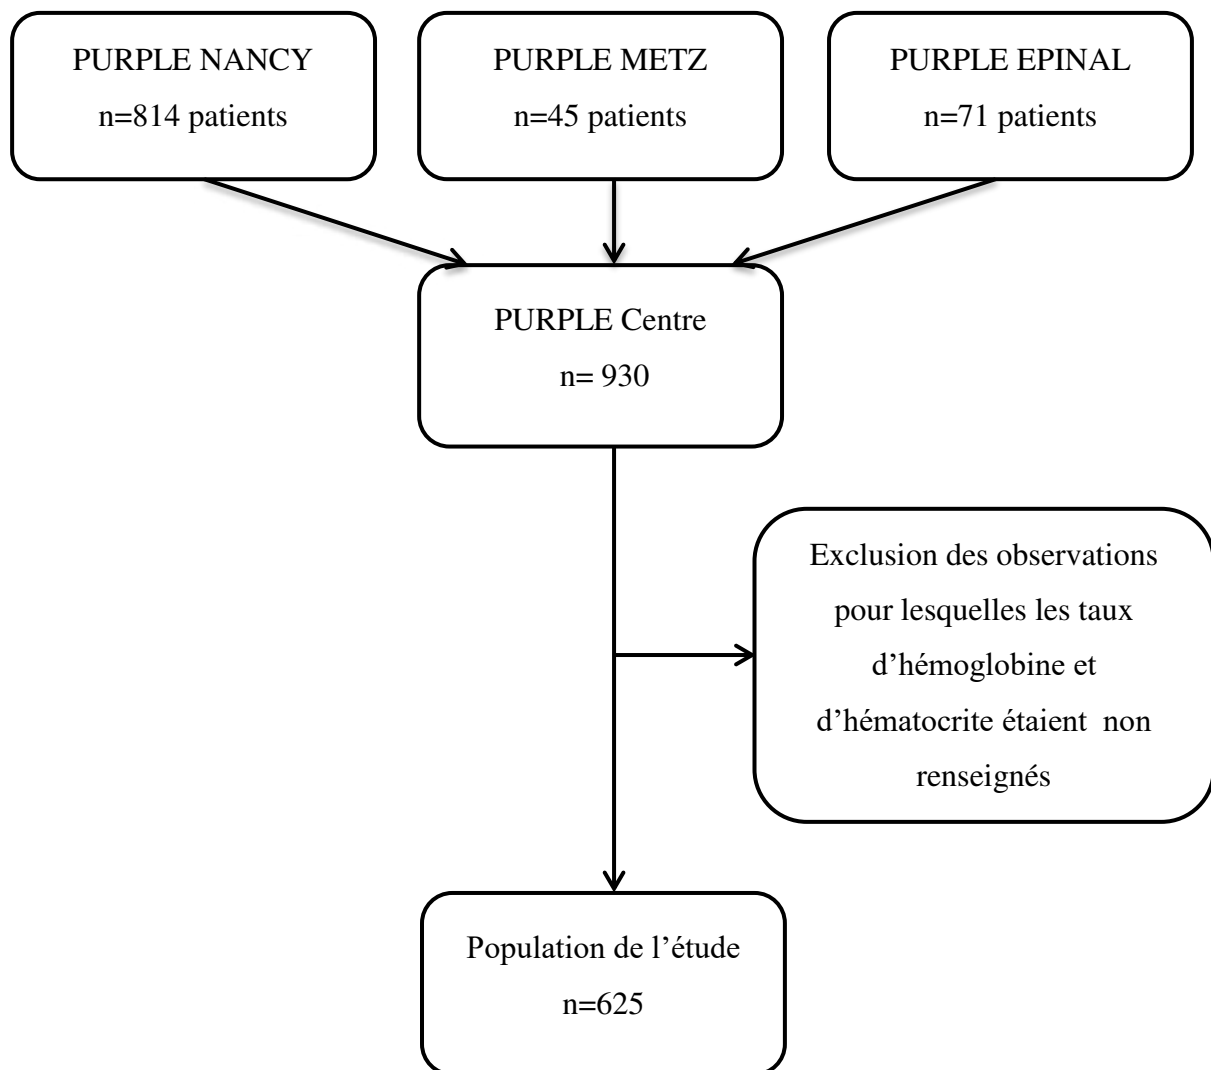 PURPLE NANCY
n=814 patients
PURPLE METZ
n=45 patients
PURPLE EPINAL
n=71 patients
PURPLE Centre
n= 930
Exclusion des observations
pour lesquelles les taux
d’hémoglobine et
d’hématocrite étaient  non
renseignés
Population de l’étude
n=625